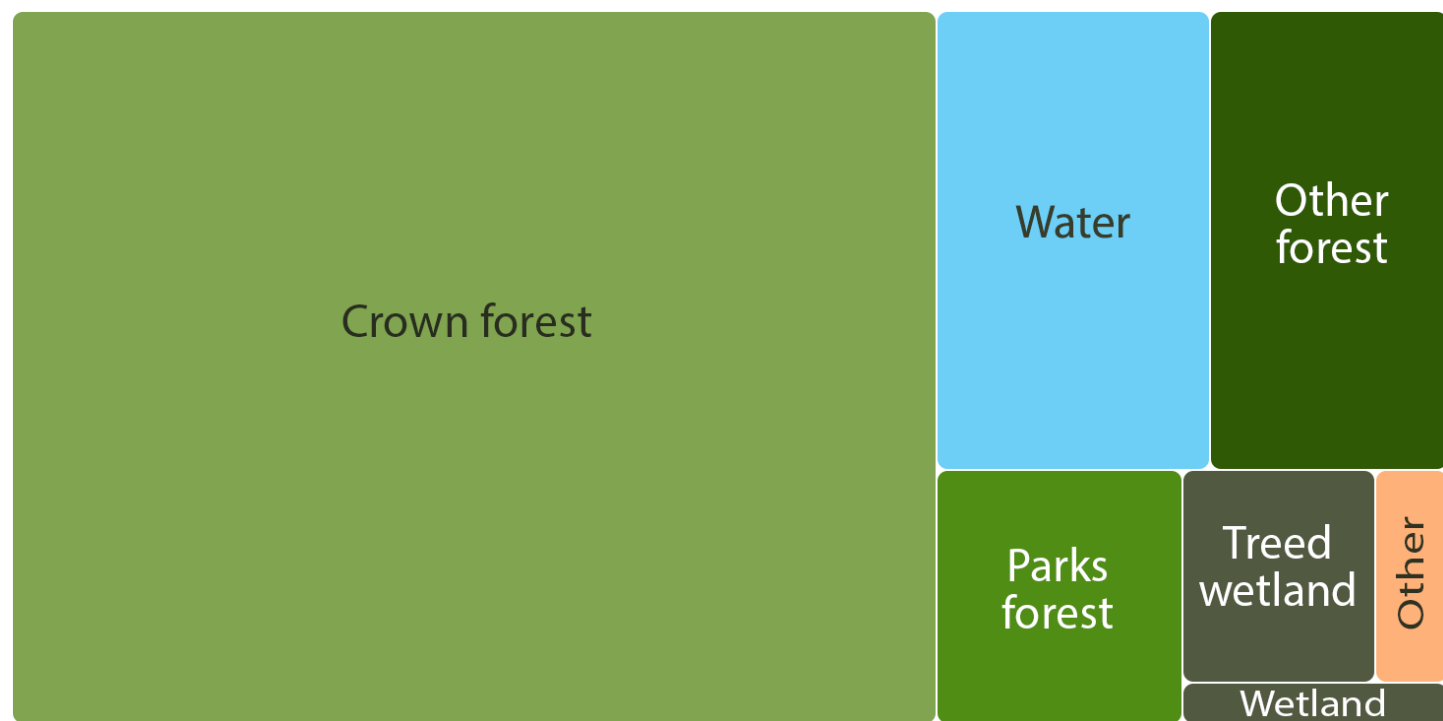 Crown forest
Water
Other
forest
Parks
forest
Treed
wetland
Other
Wetland